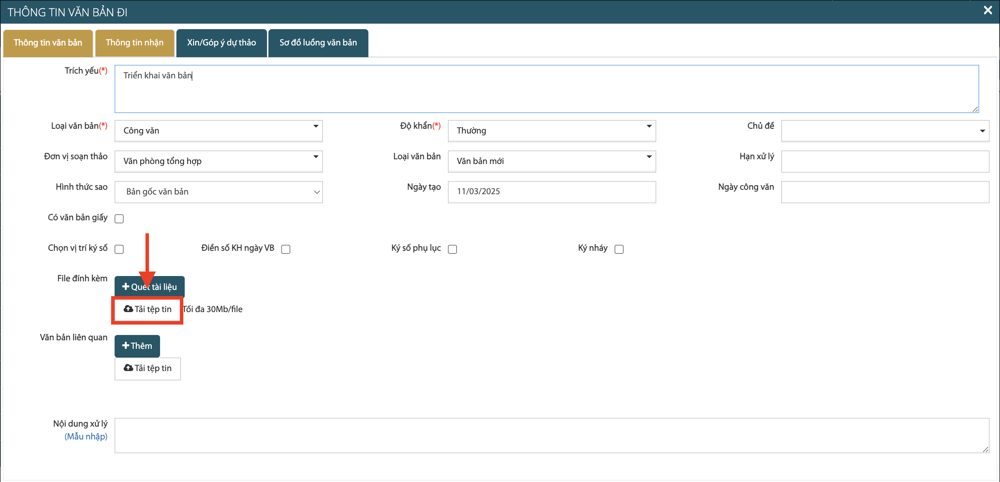 THÔNG TIN VĂN BẢN ĐI
Thông tin văn bản
Thông tin nhận
Xin/Góp ý dự thảo
Sơ đồ luồng văn bản
Trích yếu(*)
Triển khai văn bản
Loại văn bản(*)
Công văn
Độ khẩn(*)
Thường
Chủ đề
Đơn vị soạn thảo
Văn phòng tổng hợp
Loại văn bản
Văn bản mới
Hạn xử lý
Hình thức sao
Bản gốc văn bản
Ngày tạo
11/03/2025
Ngày công văn
Có văn bản giấy
Chọn vị trí ký số
Điền số KH ngày VB
Ký số phụ lục
Ký nháy
File đính kèm
Quét tài liệu
Tải tệp tin
Tối đa 30Mb/file
Văn bản liên quan
Thêm
Tải tệp tin
Nội dung xử lý
(Mẫu nhập)